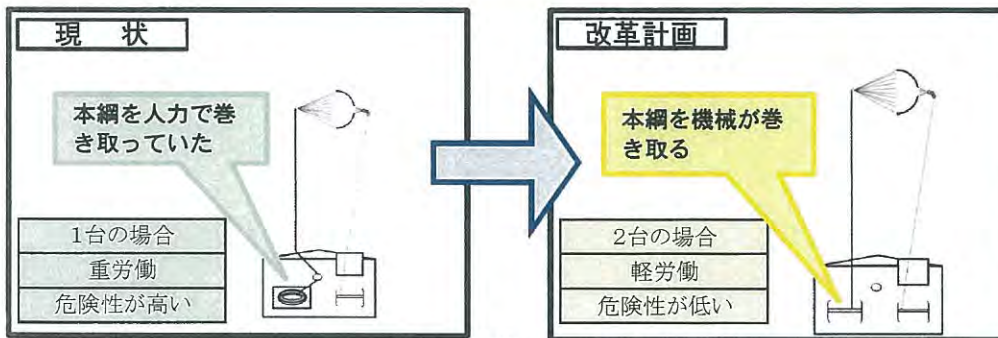 現　状
本綱を人力で巻
き取っていた
1台の場合
重労働
危険性が高い
改革計画
本綱を機械が巻
き取る
2台の場合
軽労働
危険性が低い